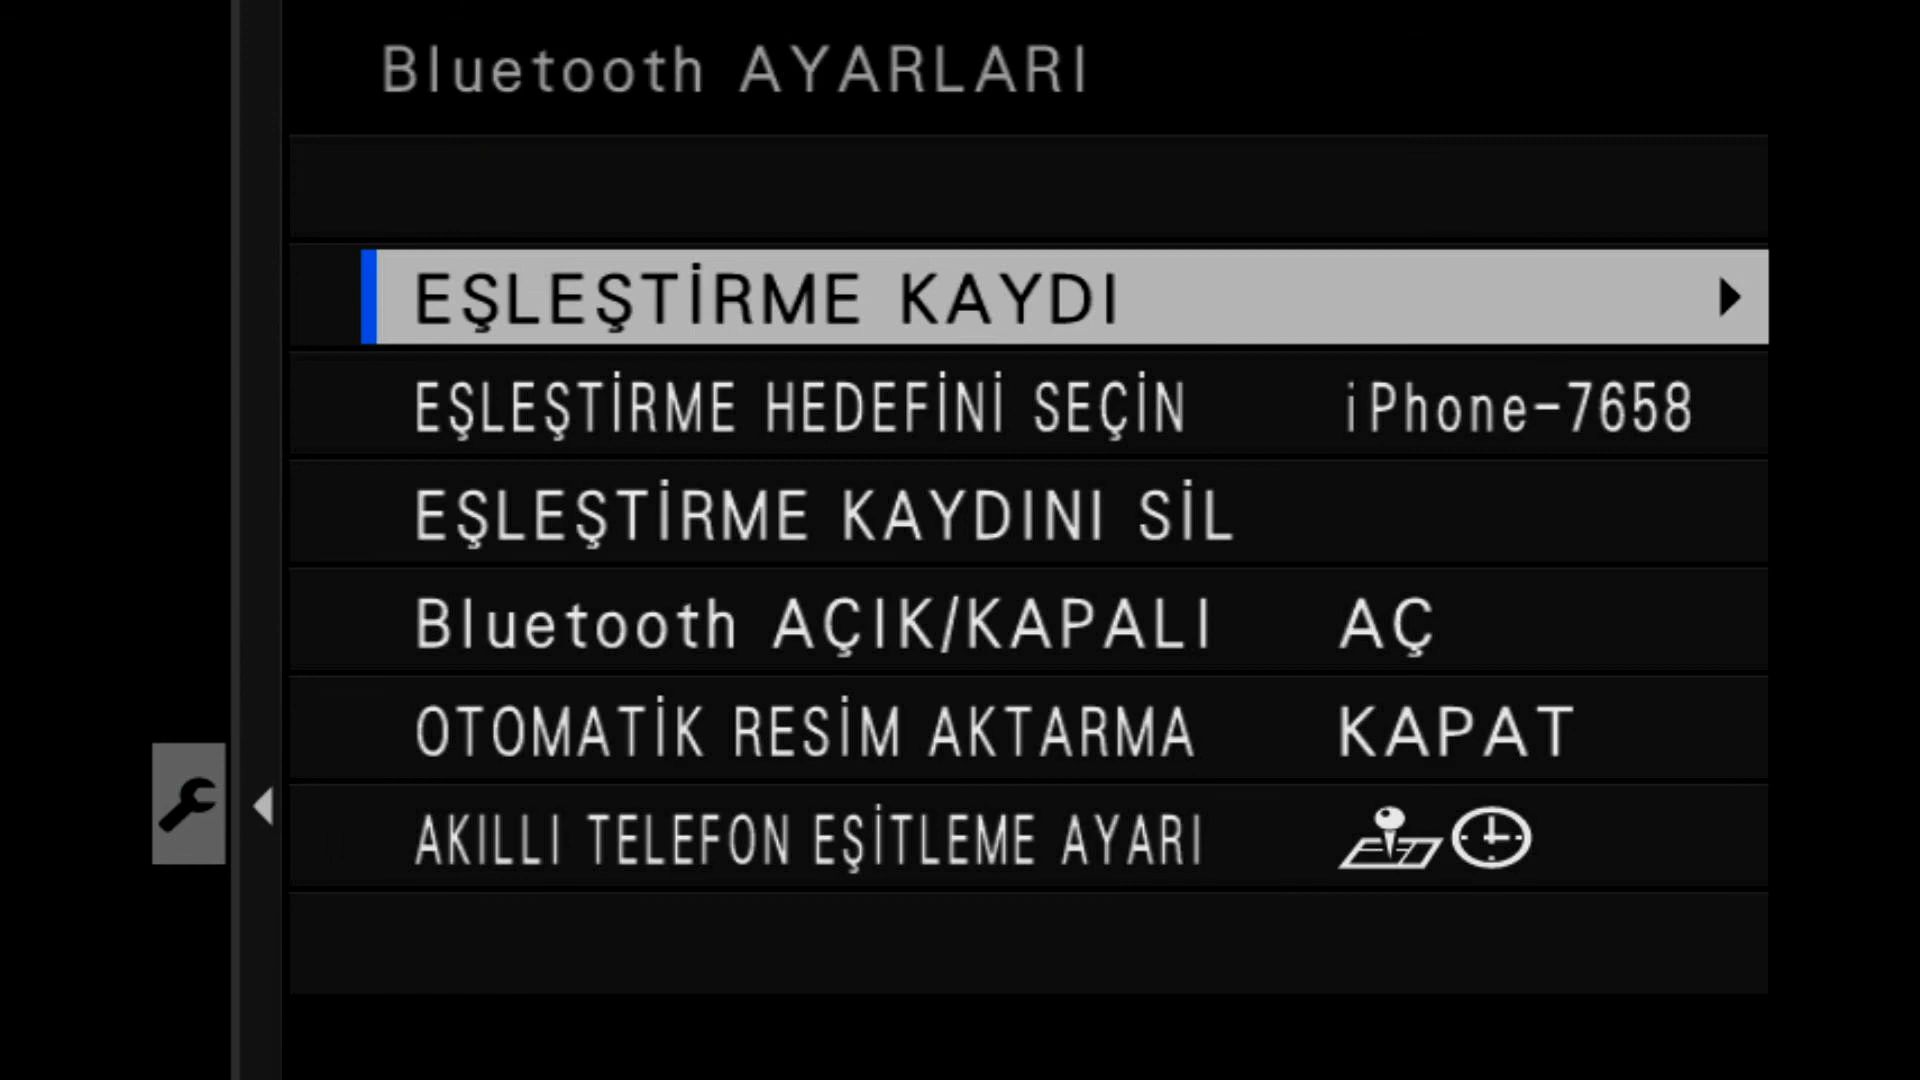 Bluetooth AYARLARI
EŞLEŞTİRME KAYDI
EŞLEŞTİRME HEDEFİNİ SEÇİN iPhone-7658
EŞLEŞTİRME KAYDINI SİL
Bluetooth AÇIK/KAPALI AÇ
OTOMATİK RESİM AKTARMA KAPAT
AKILLI TELEFON EŞİTLEME AYARI